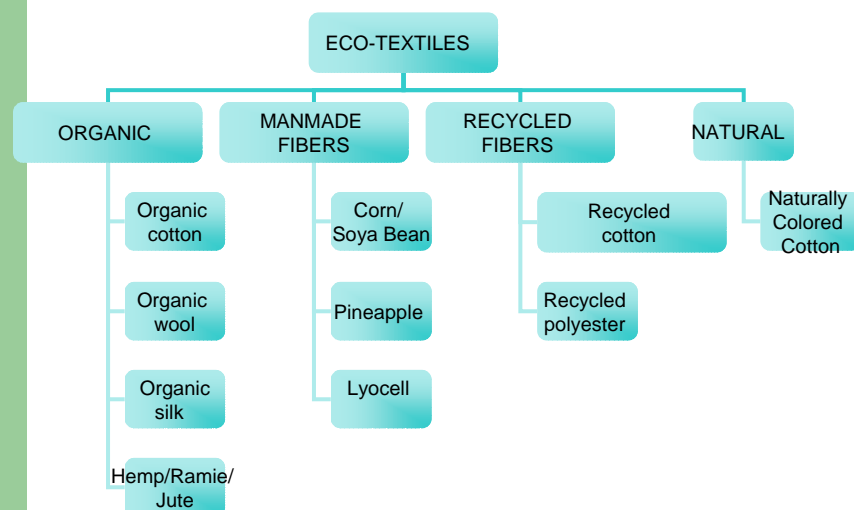 ECO-TEXTILES
ORGANIC
MANMADE
FIBERS
RECYCLED
FIBERS
NATURAL
Organic
cotton
Organic
wool
Organic
silk
Hemp/Ramie/
Jute
Corn/
Soya Bean
Pineapple
Lyocell
Recycled
cotton
Recycled
polyester
Naturally
Colored
Cotton